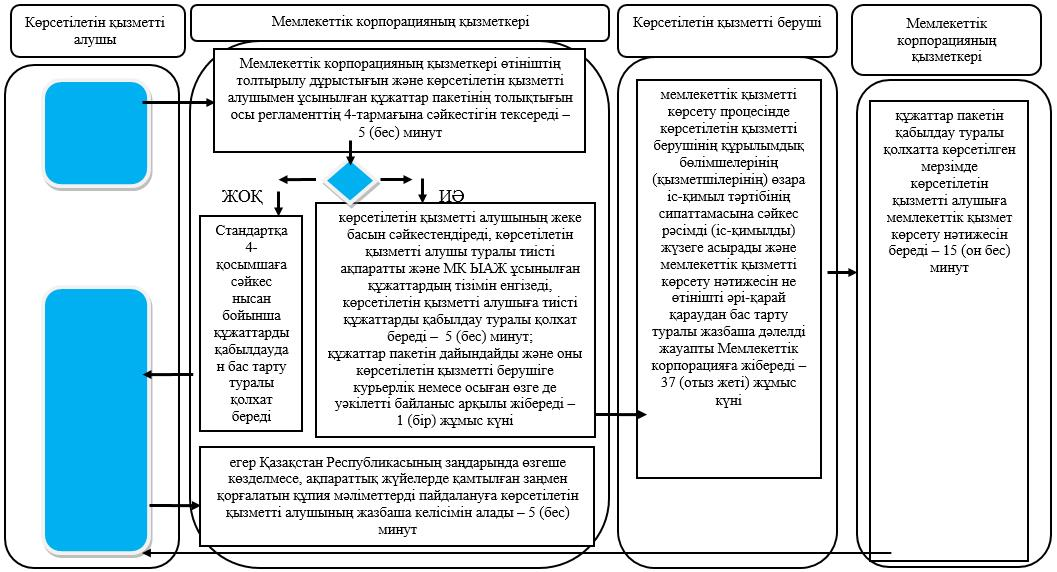 Көрсетілетін қызметті
алушы
Мемлекеттік корпорацияның қызметкері
Көрсетілетін қызметті беруші
Мемлекеттік
корпорацияның
қызметкері
Мемлекеттік корпорацияның қызметкері өтініштің
толтырылу дұрыстығын және көрсетілетін қызметті
алушымен ұсынылған құжаттар пакетінің толықтығын
осы регламенттің 4-тармағына сәйкестігін тексереді –
5 (бес) минут
ЖОҚ
ИӘ
Стандартқа
4-
қосымшаға
сәйкес
нысан
бойынша
құжаттарды
қабылдауда
н бас тарту
туралы
қолхат
береді
көрсетілетін қызметті алушының жеке
басын сәйкестендіреді, көрсетілетін
қызметті алушы туралы тиісті
ақпаратты және МК ЫАЖ ұсынылған
құжаттардың тізімін енгізеді,
көрсетілетін қызметті алушыға тиісті
құжаттарды қабылдау туралы қолхат
береді – 5 (бес) минут;
құжаттар пакетін дайындайды және оны
көрсетілетін қызметті берушіге
курьерлік немесе осыған өзге де
уәкілетті байланыс арқылы жібереді –
1 (бір) жұмыс күні
егер Қазақстан Республикасының заңдарында өзгеше
көзделмесе, ақпараттық жүйелерде қамтылған заңмен
қорғалатын құпия мәліметтерді пайдалануға көрсетілетін
қызметті алушының жазбаша келісімін алады – 5 (бес)
минут
мемлекеттік қызметті
көрсету процесінде
көрсетілетін қызметті
берушінің құрылымдық
бөлімшелерінің
(қызметшілерінің) өзара
іс-қимыл тәртібінің
сипаттамасына сәйкес
рәсімді (іс-қимылды)
жүзеге асырады және
мемлекеттік қызметті
көрсету нәтижесін не
өтінішті әрі-қарай
қараудан бас тарту
туралы жазбаша дәлелді
жауапты Мемлекеттік
корпорацияға жібереді –
37 (отыз жеті) жұмыс
күні
құжаттар пакетін
қабылдау туралы
қолхатта көрсетілген
мерзімде
көрсетілетін
қызметті алушыға
мемлекеттік қызмет
көрсету нәтижесін
береді – 15 (он бес)
минут